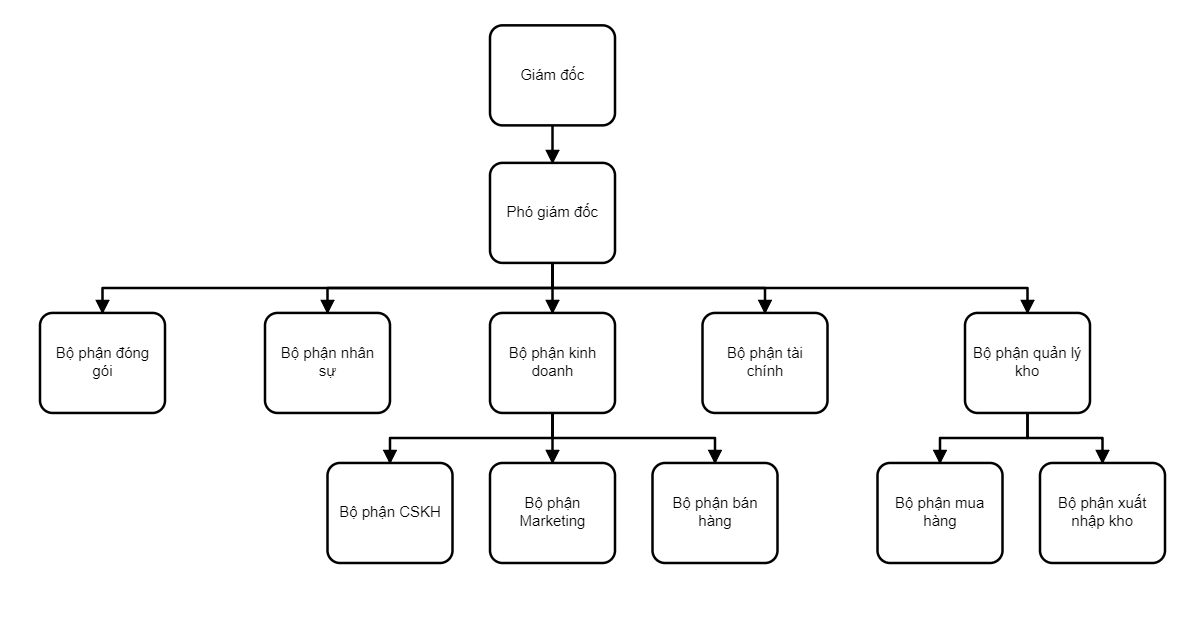 Giám đốc
Phó giám đốc
Bộ phận đóng
gói
Bộ phận nhân
sự
Bộ phận kinh
doanh
Bộ phận tài
chính
Bộ phận quản lý
kho
Bộ phận CSKH
Bộ phận
Marketing
Bộ phận bán
hàng
Bộ phận mua
hàng
Bộ phận xuất
nhập kho